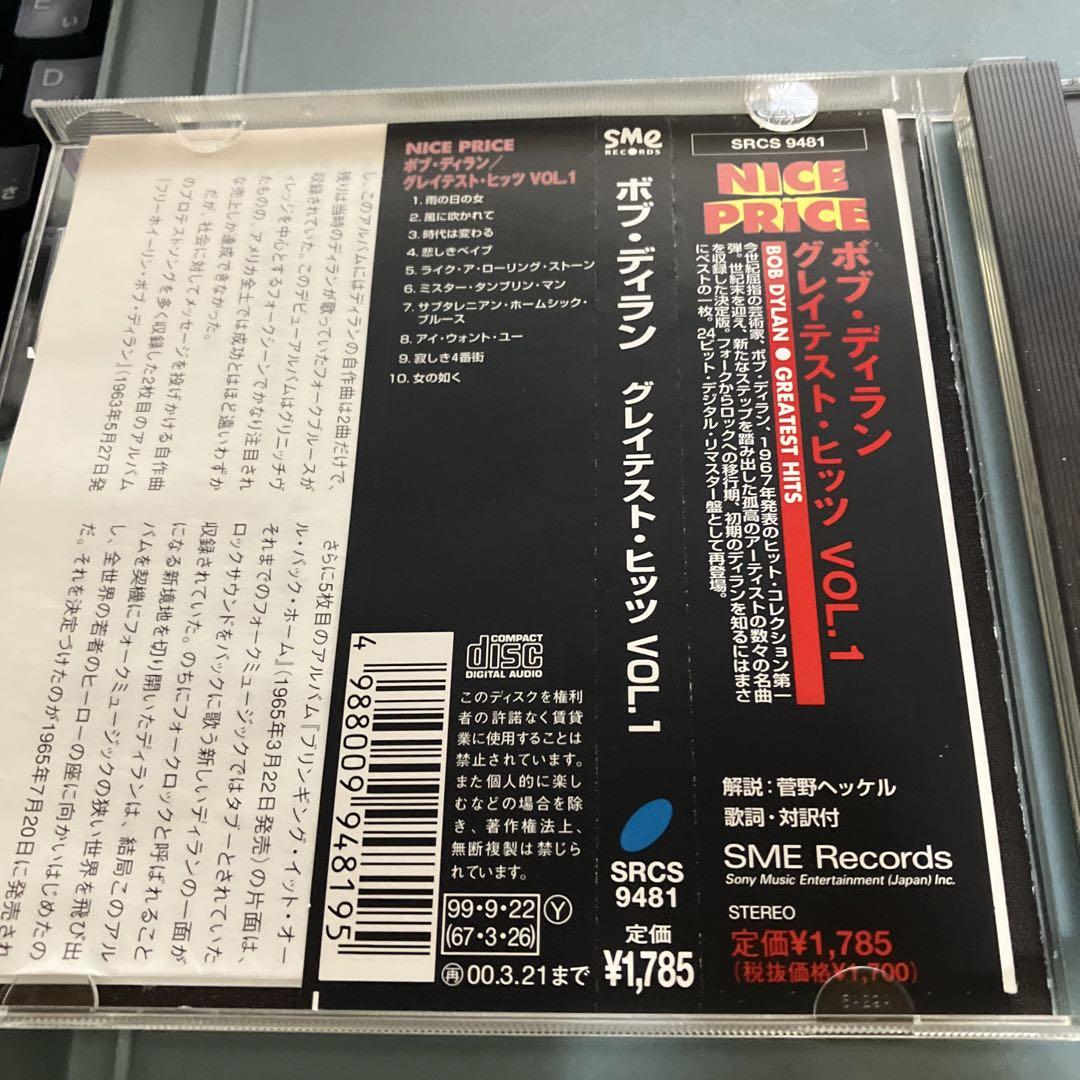 SRCS 9481
NICE
PRICE
ボブ・ディラン
グレイテスト・ヒッツ VOL.1
BOB DYLAN ● GREATEST HITS
今世紀屈指の芸術家、ボブ・ディラン、1967年発表のヒット・コレクション第一
弾。世紀末を迎え、新たなステップを踏み出した孤高のアーティストの数々の名曲
を収録した決定版。フォークからロックへの移行期、初期のディランを知るにはまさ
にベストの一枚。24ビット・デジタル・リマスター盤として再登場。
解説：菅野ヘッケル
歌詞・対訳付
SME Records
Sony Music Entertainment (Japan) Inc.
STEREO
定価¥1,785
(税抜価格¥1,700)
SMe
RECORDS
ボブ・ディラン グレイテスト・ヒッツ VOL.1
SRCS
9481
定価
¥1,785
NICE PRICE
ボブ・ディラン/
グレイテスト・ヒッツ VOL.1
1. 雨の日の女
2. 風に吹かれて
3. 時代は変わる
4. 悲しきベイブ
5. ライク・ア・ローリング・ストーン
6. ミスター・タンブリン・マン
7. サブタレニアン・ホームシック・
ブルース
8. アイ・ウォント・ユー
9. 寂しき4番街
10. 女の如く
COMPACT
disc
DIGITAL AUDIO
このディスクを権利
者の許諾なく賃貸
業に使用することは
禁止されています。
また個人的に楽し
むなどの場合を除
き、著作権法上、
無断複製は禁じら
れています。
4 988009 948195
99・9・22 Y
(67・3・26)
再 00.3.21まで
し、このアルバムにはディランの自作曲は2曲だけで、
残りは当時のディランが歌っていたフォークブルースが
収録されていた。このデビューアルバムはグリニッチヴ
ィレッジを中心とするフォークシーンでかなり注目され
たものの、アメリカ全土では成功とはほど遠いわずか
な売上しか達成できなかった。
だが、社会に対してメッセージを投げかける自作曲
のプロテストソングを多く収録した2枚目のアルバム
『フリーホイーリン・ボブ・ディラン』(1963年5月27日発
さらに5枚目のアルバム『ブリンギング・イット・オー
ル・バック・ホーム』(1965年3月22日発売)の片面は、
それまでのフォークミュージックではタブーとされていた
ロックサウンドをバックに歌う新しいディランの一面が
収録されていた。のちにフォークロックと呼ばれること
になる新境地を切り開いたディランは、結局このアル
バムを契機にフォークミュージックの狭い世界を飛び出
し、全世界の若者のヒーローの座に向かいはじめたの
だ。それを決定づけたのが1965年7月20日に発売され
D
い
さ